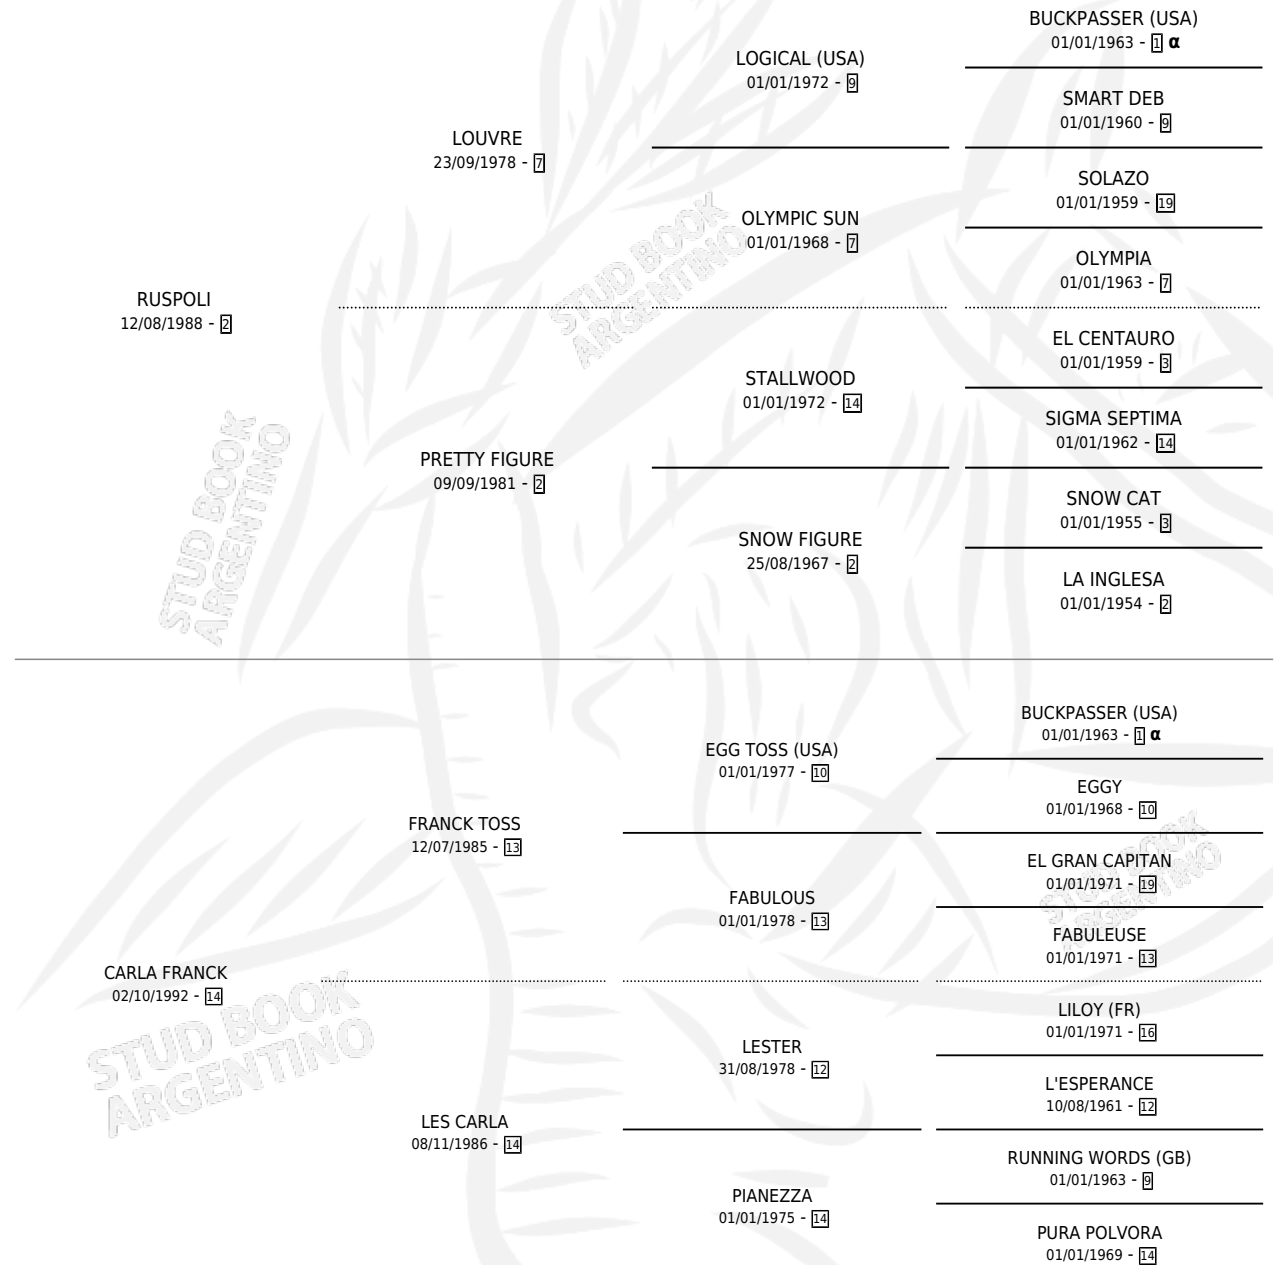 BUCKPASSER (USA)
01/01/1963 - 1 α
LOGICAL (USA)
01/01/1972 - 9
SMART DEB
01/01/1960 - 9
LOUVRE
23/09/1978 - 7
SOLAZO
01/01/1959 - 19
OLYMPIC SUN
01/01/1968 - 7
OLYMPIA
01/01/1963 - 7
RUSPOLI
12/08/1988 - 2
EL CENTAURO
01/01/1959 - 3
STALLWOOD
01/01/1972 - 14
SIGMA SEPTIMA
01/01/1962 - 14
PRETTY FIGURE
09/09/1981 - 2
SNOW CAT
01/01/1955 - 3
SNOW FIGURE
25/08/1967 - 2
LA INGLESA
01/01/1954 - 2
STUD BOOK
ARGENTINO
STUD BOOK
ARGENTINO
BUCKPASSER (USA)
01/01/1963 - 1 α
EGG TOSS (USA)
01/01/1977 - 10
EGGY
01/01/1968 - 10
FRANCK TOSS
12/07/1985 - 13
EL GRAN CAPITAN
01/01/1971 - 19
FABULOUS
01/01/1978 - 13
FABULEUSE
01/01/1971 - 13
CARLA FRANCK
02/10/1992 - 14
LILOY (FR)
01/01/1971 - 16
LESTER
31/08/1978 - 12
L'ESPERANCE
10/08/1961 - 12
LES CARLA
08/11/1986 - 14
RUNNING WORDS (GB)
01/01/1963 - 9
PIANEZZA
01/01/1975 - 14
PURA POLVORA
01/01/1969 - 14
STUD BOOK
ARGENTINO
STUD BOOK
ARGENTINO